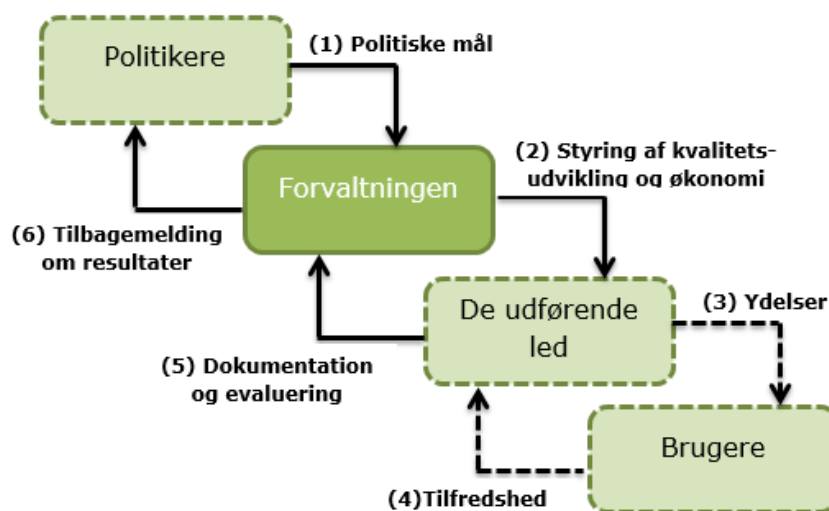 Politikere
(1) Politiske mål
Forvaltningen
(2) Styring af kvalitets-
udvikling og økonomi
(6) Tilbagemelding
om resultater
De udførende
led
(3) Ydelser
(5) Dokumentation
og evaluering
Brugere
(4)Tilfredshed